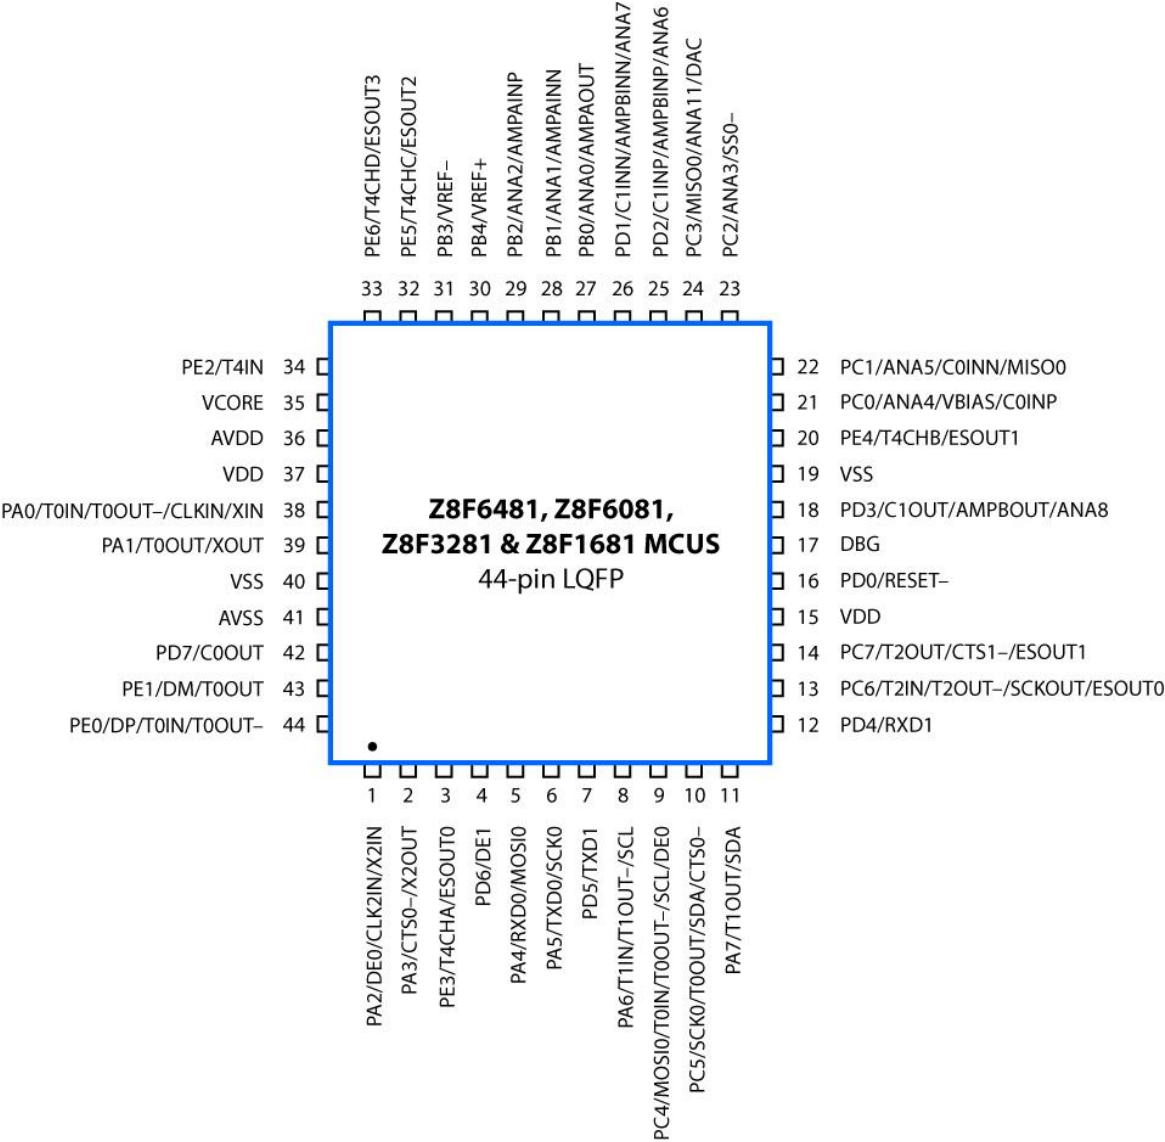 PE6/T4CHD/ESOUT3
PE5/T4CHC/ESOUT2
PB3/VREF–
PB4/VREF+
PB2/ANA2/AMPAINP
PB1/ANA1/AMPAINN
PB0/ANA0/AMPAOUT
PD1/C1INN/AMPBINN/ANA7
PD2/C1INP/AMPBINP/ANA6
PC3/MISO0/ANA11/DAC
PC2/ANA3/SS0–
33 32 31 30 29 28 27 26 25 24 23
PE2/T4IN 34
VCORE 35
AVDD 36
VDD 37
PA0/T0IN/T0OUT–/CLKIN/XIN 38
PA1/T0OUT/XOUT 39
VSS 40
AVSS 41
PD7/C0OUT 42
PE1/DM/T0OUT 43
PE0/DP/T0IN/T0OUT– 44
Z8F6481, Z8F6081,
Z8F3281 & Z8F1681 MCUS
44-pin LQFP
22 PC1/ANA5/C0INN/MISO0
21 PC0/ANA4/VBIAS/C0INP
20 PE4/T4CHB/ESOUT1
19 VSS
18 PD3/C1OUT/AMPBOUT/ANA8
17 DBG
16 PD0/RESET–
15 VDD
14 PC7/T2OUT/CTS1–/ESOUT1
13 PC6/T2IN/T2OUT–/SCKOUT/ESOUT0
12 PD4/RXD1
1 2 3 4 5 6 7 8 9 10 11
PA2/DE0/CLK2IN/X2IN
PA3/CTS0–/X2OUT
PE3/T4CHA/ESOUT0
PD6/DE1
PA4/RXD0/MOSI0
PA5/TXD0/SCK0
PD5/TXD1
PA6/T1IN/T1OUT–/SCL
PC4/MOSI0/T0IN/T0OUT–/SCL/DE0
PC5/SCK0/T0OUT/SDA/CTS0–
PA7/T1OUT/SDA